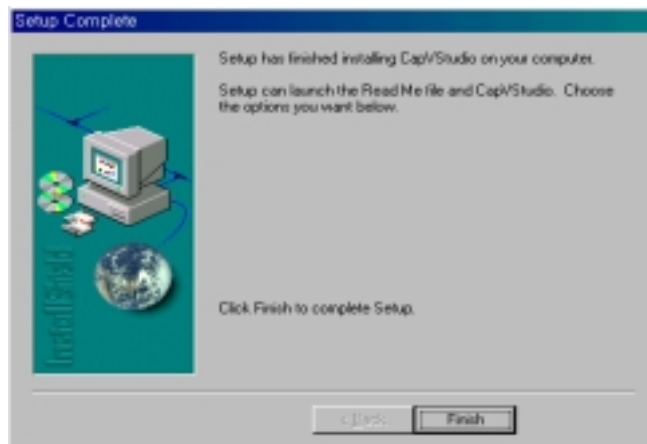 Setup Complete
Setup has finished installing CapVStudio on your computer.
Setup can launch the Read Me file and CapVStudio. Choose
the options you want below.
Click Finish to complete Setup.
InstallShield
< Back
Finish